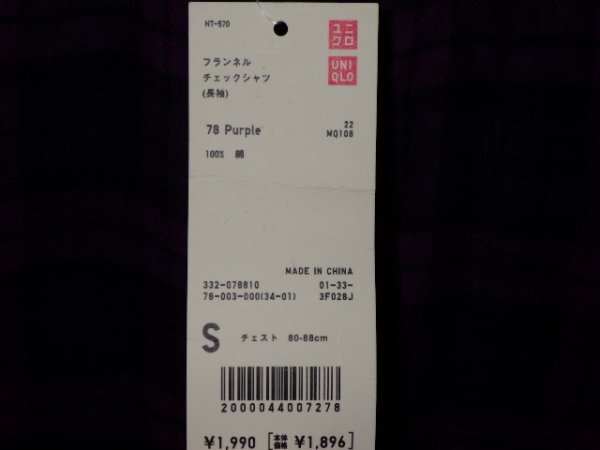 HT-570
ユニ
クロ
UNI
QLO
フランネル
チェックシャツ
(長袖)
78 Purple
22
MQ108
100% 綿
MADE IN CHINA
332-078810 01-33-
78-003-000(34-01) 3F028J
S チェスト 80-88cm
2000044007278
¥1,990 [本体価格 ¥1,896]